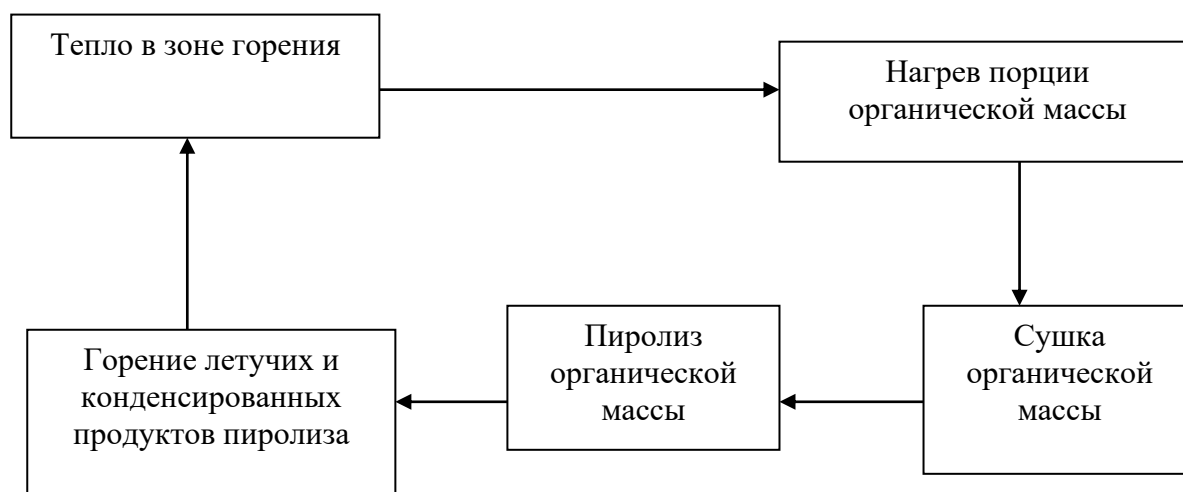 Тепло в зоне горения
Нагрев порции
органической массы
Горение летучих и
конденсированных
продуктов пиролиза
Пиролиз
органической
массы
Сушка
органической
массы